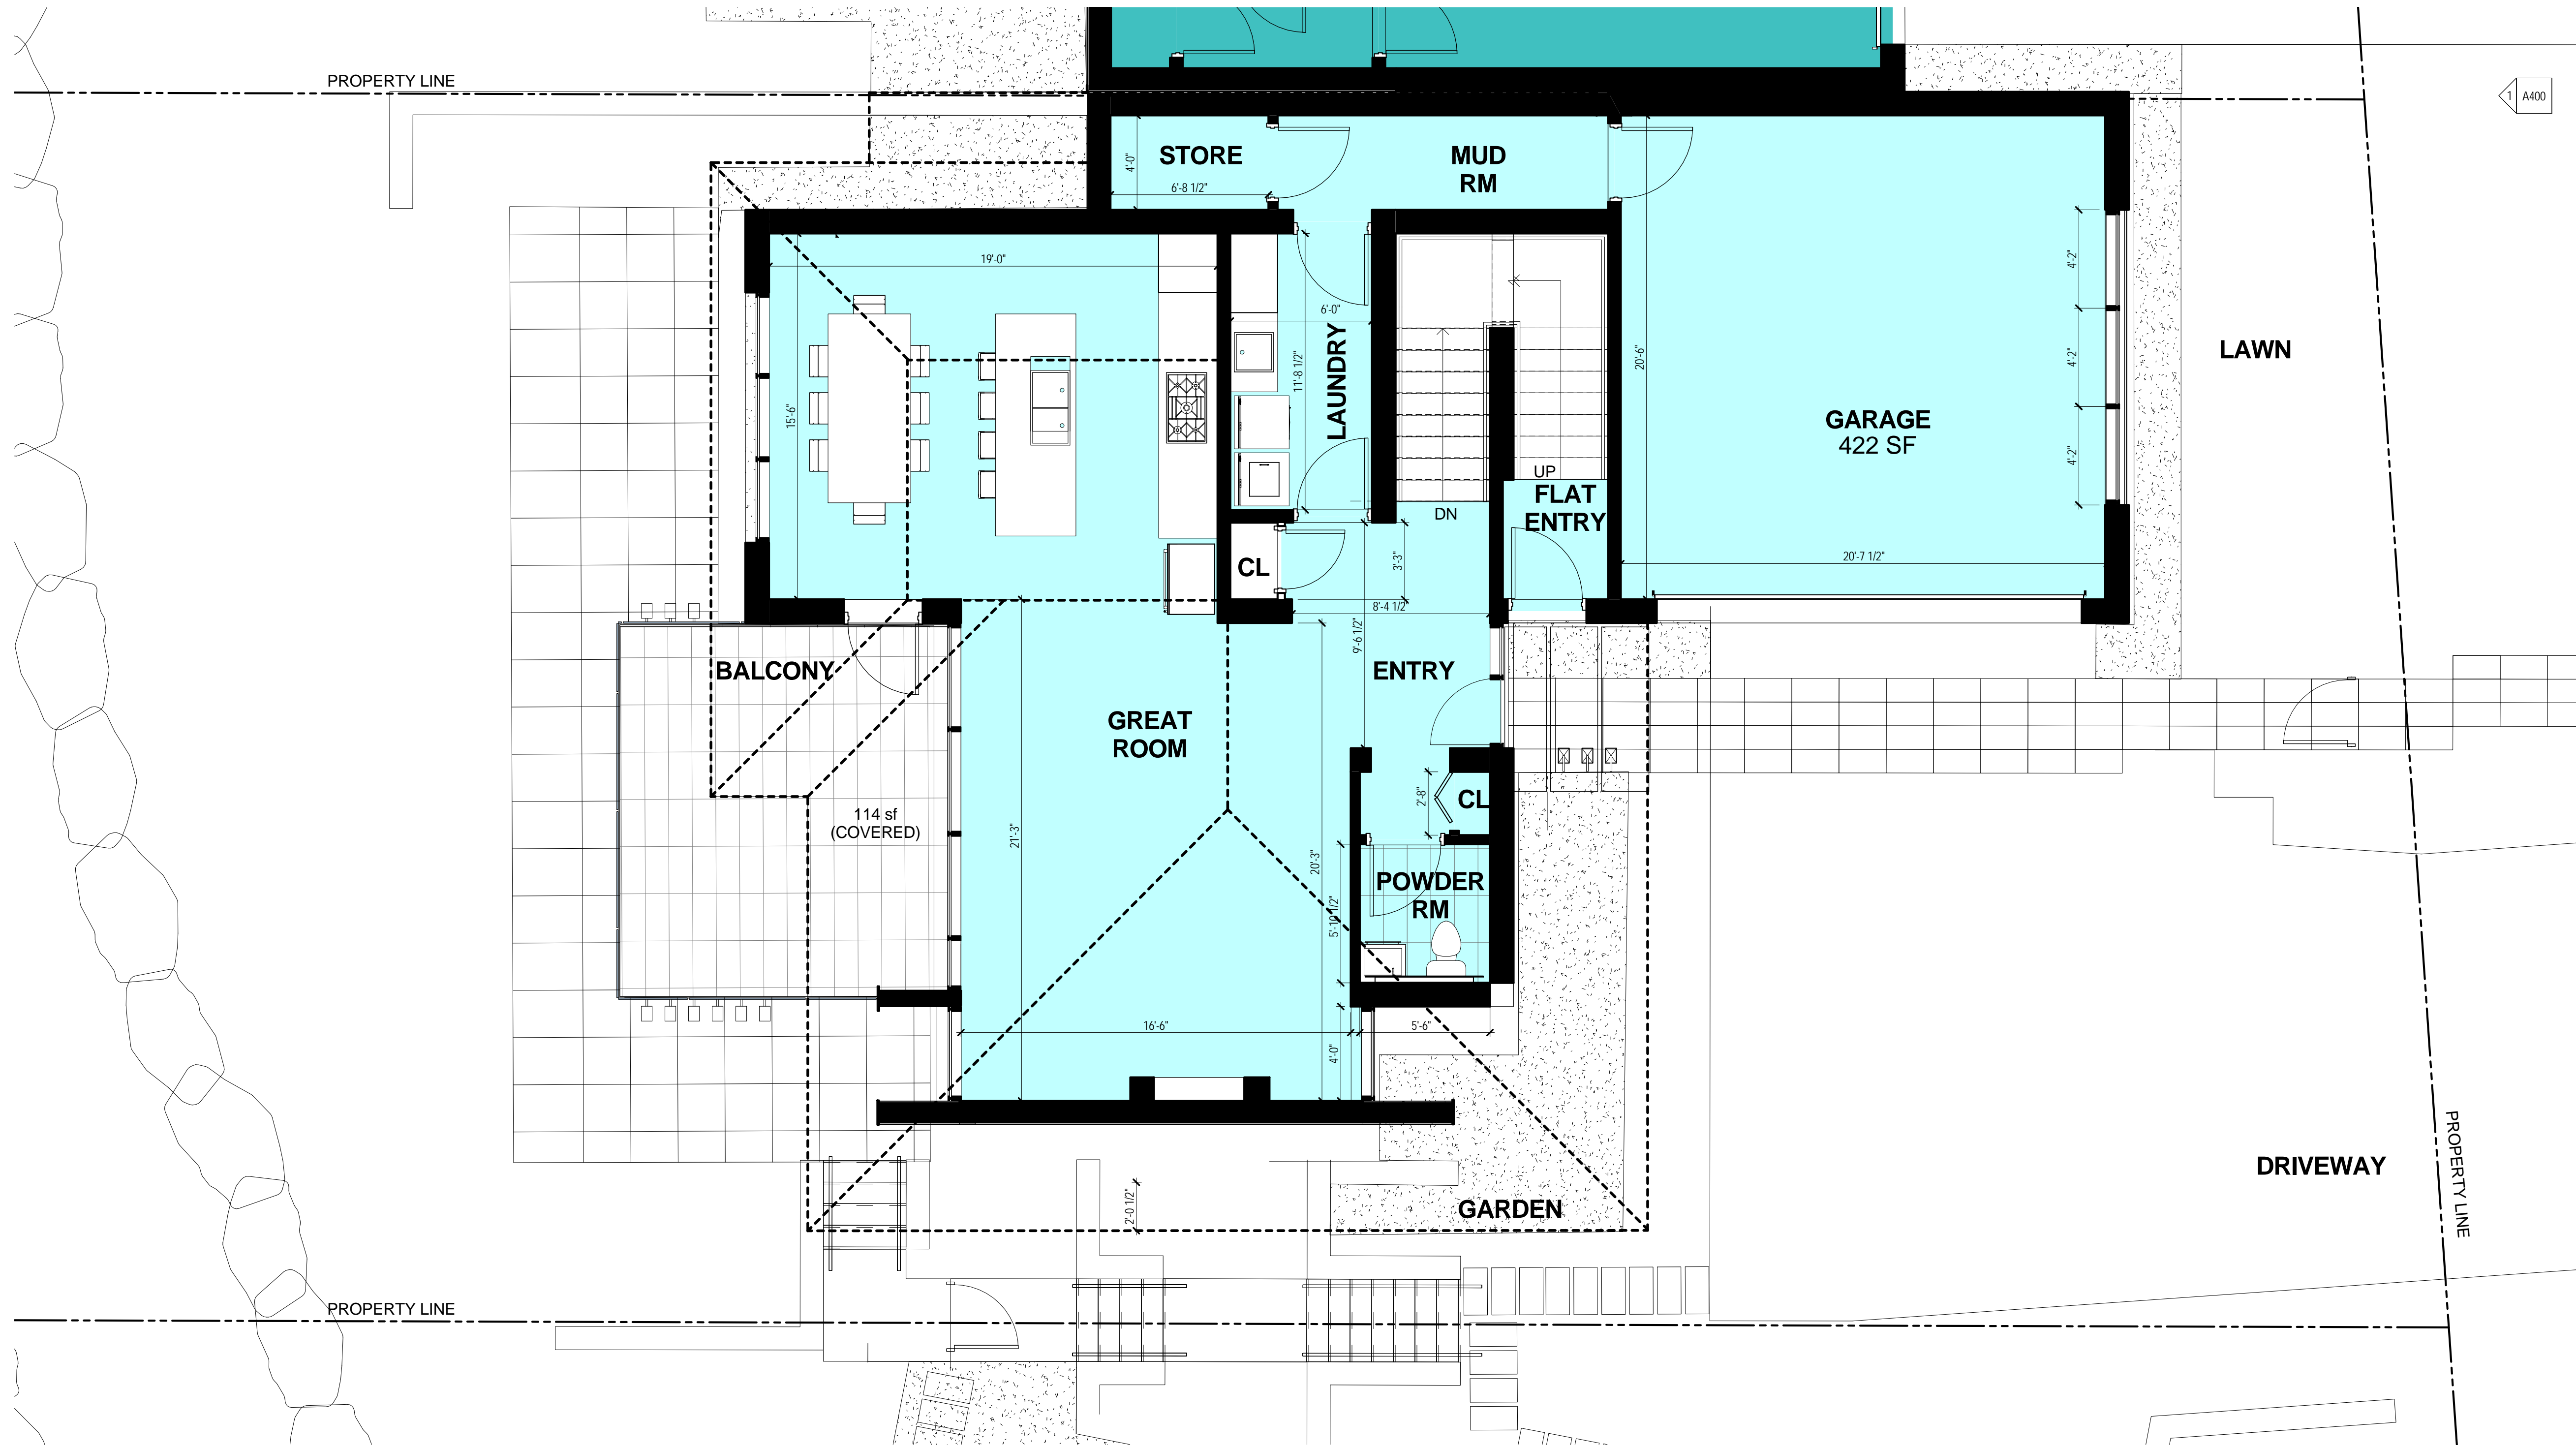 PROPERTY LINE
1
A400
STORE
4'-0"
6'-8 1/2"
MUD
RM
19'-0"
6'-0"
LAUNDRY
11'-8 1/2"
15'-6"
20'-6"
4'-2"
4'-2"
4'-2"
LAWN
GARAGE
422 SF
UP
FLAT
ENTRY
DN
CL
3'-3"
20'-7 1/2"
8'-4 1/2"
9'-6 1/2"
BALCONY
ENTRY
GREAT
ROOM
114 sf
(COVERED)
21'-3"
20'-3"
2'-8"
CL
POWDER
RM
5'-10 1/2"
16'-6"
5'-6"
4'-0"
2'-0 1/2"
GARDEN
DRIVEWAY
PROPERTY LINE
PROPERTY LINE